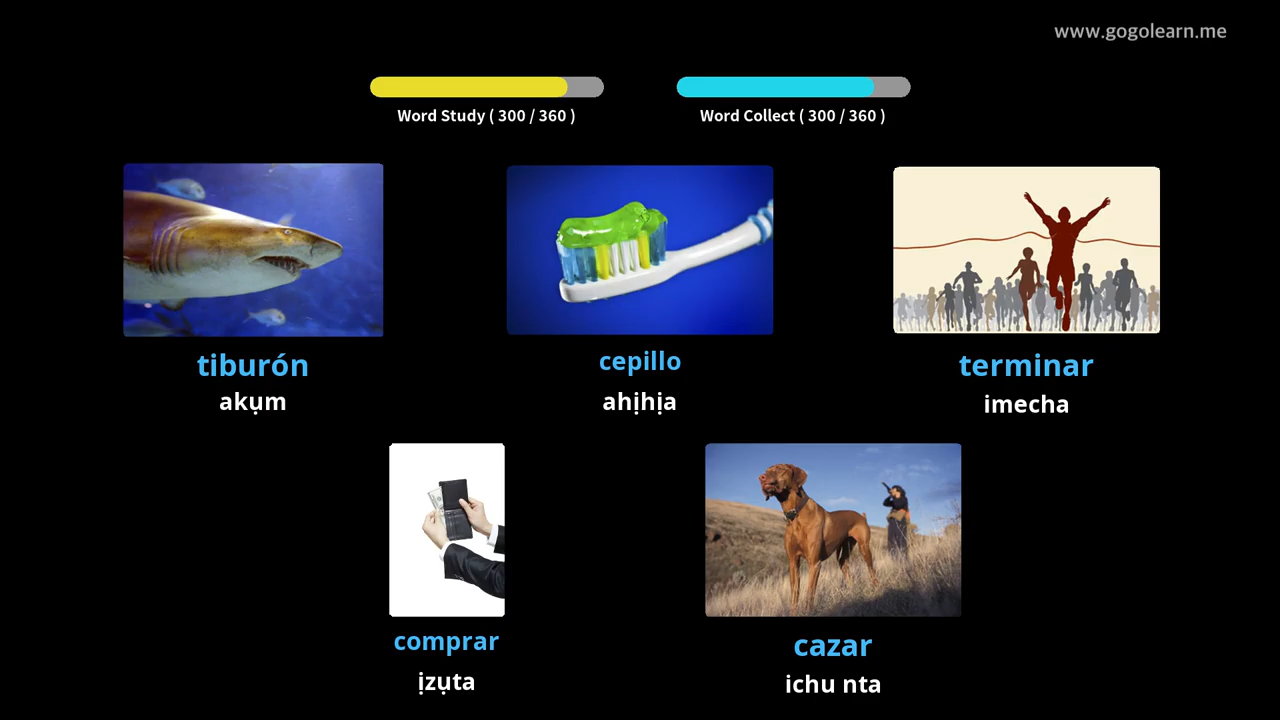 www.gogolearn.me
Word Study ( 300 / 360 )
Word Collect ( 300 / 360 )
tiburón
akụm
cepillo
ahịhịa
terminar
imecha
comprar
ịzụta
cazar
ichu nta